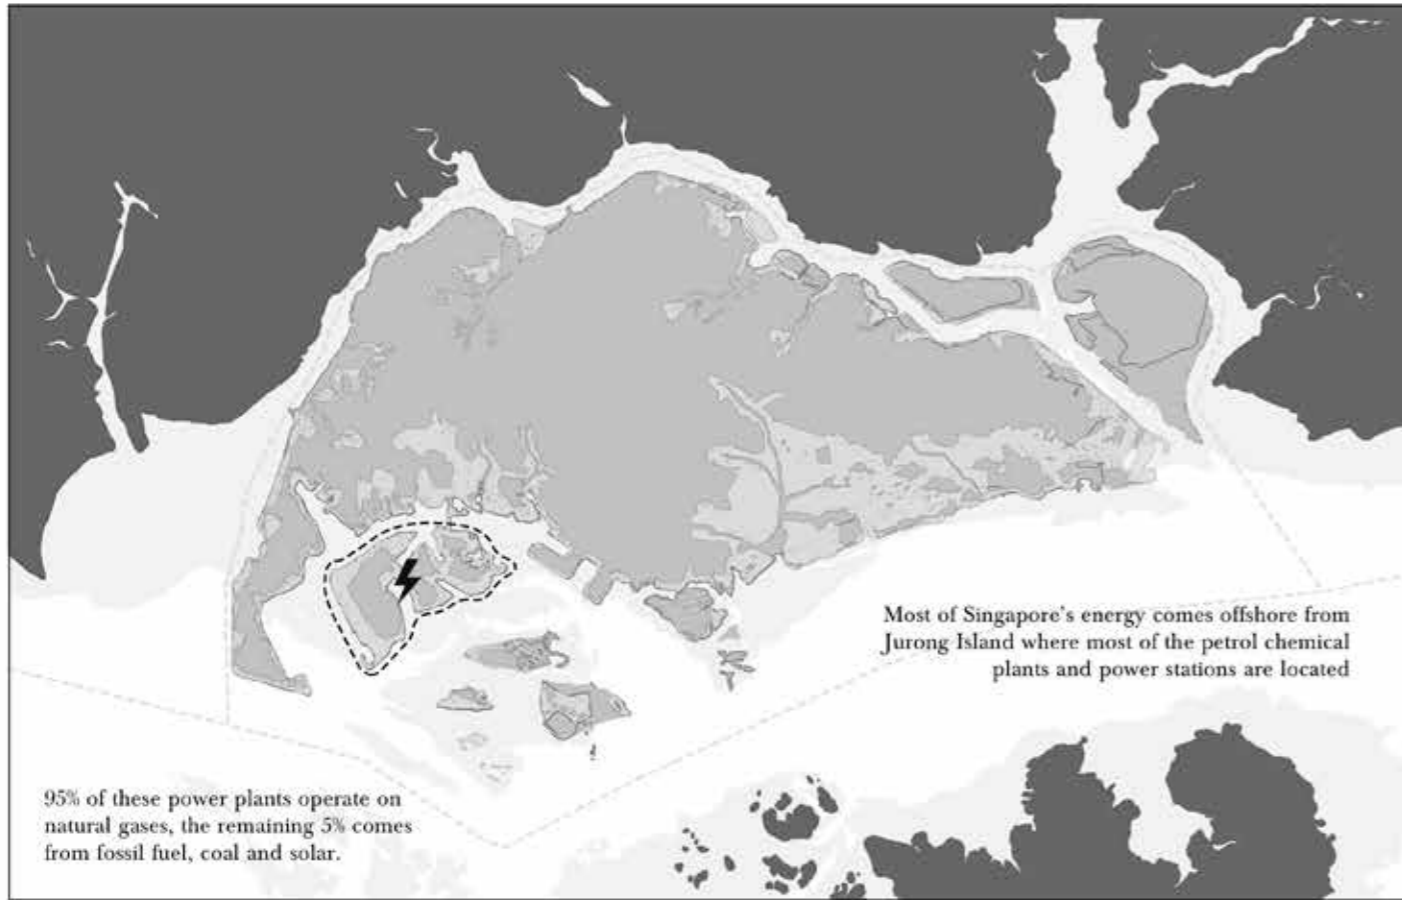 Most of Singapore's energy comes offshore from
Jurong Island where most of the petrol chemical
plants and power stations are located
95% of these power plants operate on
natural gases, the remaining 5% comes
from fossil fuel, coal and solar.